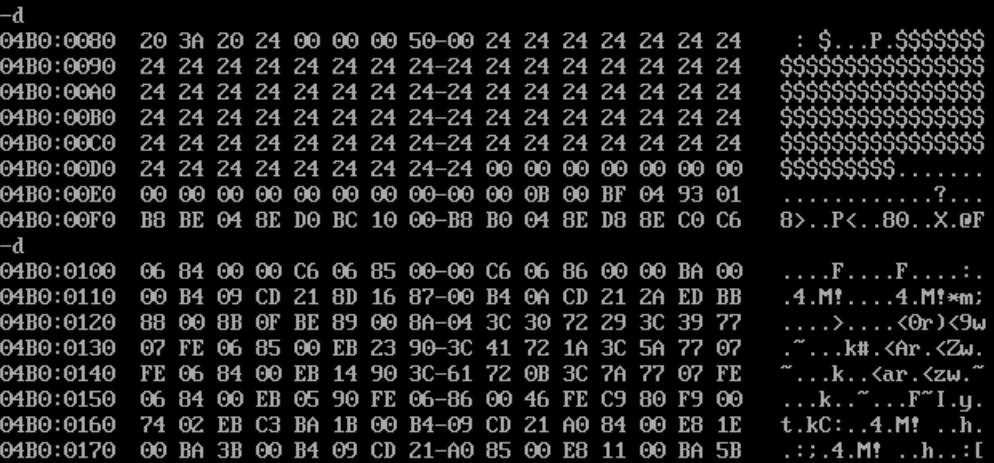 -d
04B0:0080  20 3A 20 24 00 00 00 50-00 24 24 24 24 24 24 24   : $...P.$$$$$$$
04B0:0090  24 24 24 24 24 24 24 24-24 24 24 24 24 24 24 24  $$$$$$$$$$$$$$$$
04B0:00A0  24 24 24 24 24 24 24 24-24 24 24 24 24 24 24 24  $$$$$$$$$$$$$$$$
04B0:00B0  24 24 24 24 24 24 24 24-24 24 24 24 24 24 24 24  $$$$$$$$$$$$$$$$
04B0:00C0  24 24 24 24 24 24 24 24-24 24 24 24 24 24 24 24  $$$$$$$$$$$$$$$$
04B0:00D0  24 24 24 24 24 24 24 24-24 00 00 00 00 00 00 00  $$$$$$$$$.......
04B0:00E0  00 00 00 00 00 00 00 00-00 00 0B 00 BF 04 93 01  ............?...
04B0:00F0  B8 BE 04 8E D0 BC 10 00-B8 B0 04 8E D8 8E C0 C6  8>..P<..80..X.@F
-d
04B0:0100  06 84 00 00 C6 06 85 00-00 C6 06 86 00 00 BA 00  ....F....F....:.
04B0:0110  00 B4 09 CD 21 8D 16 87-00 B4 0A CD 21 2A ED BB  .4.M!....4.M!*m;
04B0:0120  88 00 8B 0F BE 89 00 8A-04 3C 30 72 29 3C 39 77  ....>....<0r)<9w
04B0:0130  07 FE 06 85 00 EB 23 90-3C 41 72 1A 3C 5A 77 07  .~...k#.<Ar.<Zw.
04B0:0140  FE 06 84 00 EB 14 90 3C-61 72 0B 3C 7A 77 07 FE  ~...k..<ar.<zw.~
04B0:0150  06 84 00 EB 05 90 FE 06-86 00 46 FE C9 80 F9 00  ...k..~...F~I.y.
04B0:0160  74 02 EB C3 BA 1B 00 B4-09 CD 21 A0 84 00 E8 1E  t.kC:..4.M! ..h.
04B0:0170  00 BA 3B 00 B4 09 CD 21-A0 85 00 E8 11 00 BA 5B  .:;.4.M! ..h..:[